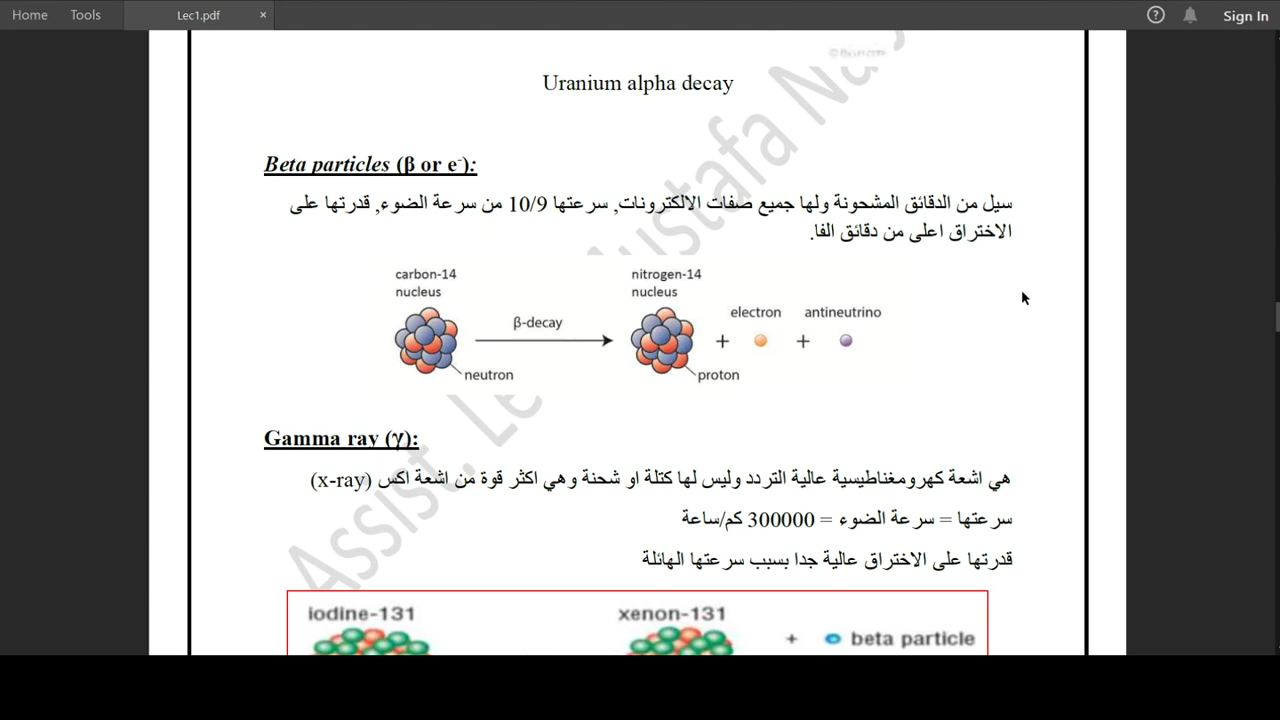 Home Tools Lec1.pdf × ? Sign In
Uranium alpha decay
Beta particles (β or e-):
سيل من الدقائق المشحونة ولها جميع صفات الالكترونات, سرعتها 10/9 من سرعة الضوء, قدرتها على
الاختراق اعلى من دقائق الفا.
carbon-14
nucleus
β-decay
neutron
nitrogen-14
nucleus
proton
+
electron
+
antineutrino
Gamma ray (γ):
هي اشعة كهرومغناطيسية عالية التردد وليس لها كتلة او شحنة وهي اكثر قوة من اشعة اكس (x-ray)
سرعتها = سرعة الضوء = 300000 كم/ساعة
قدرتها على الاختراق عالية جدا بسبب سرعتها الهائلة
iodine-131
xenon-131
+ beta particle
Assist. Le
ustafa Na